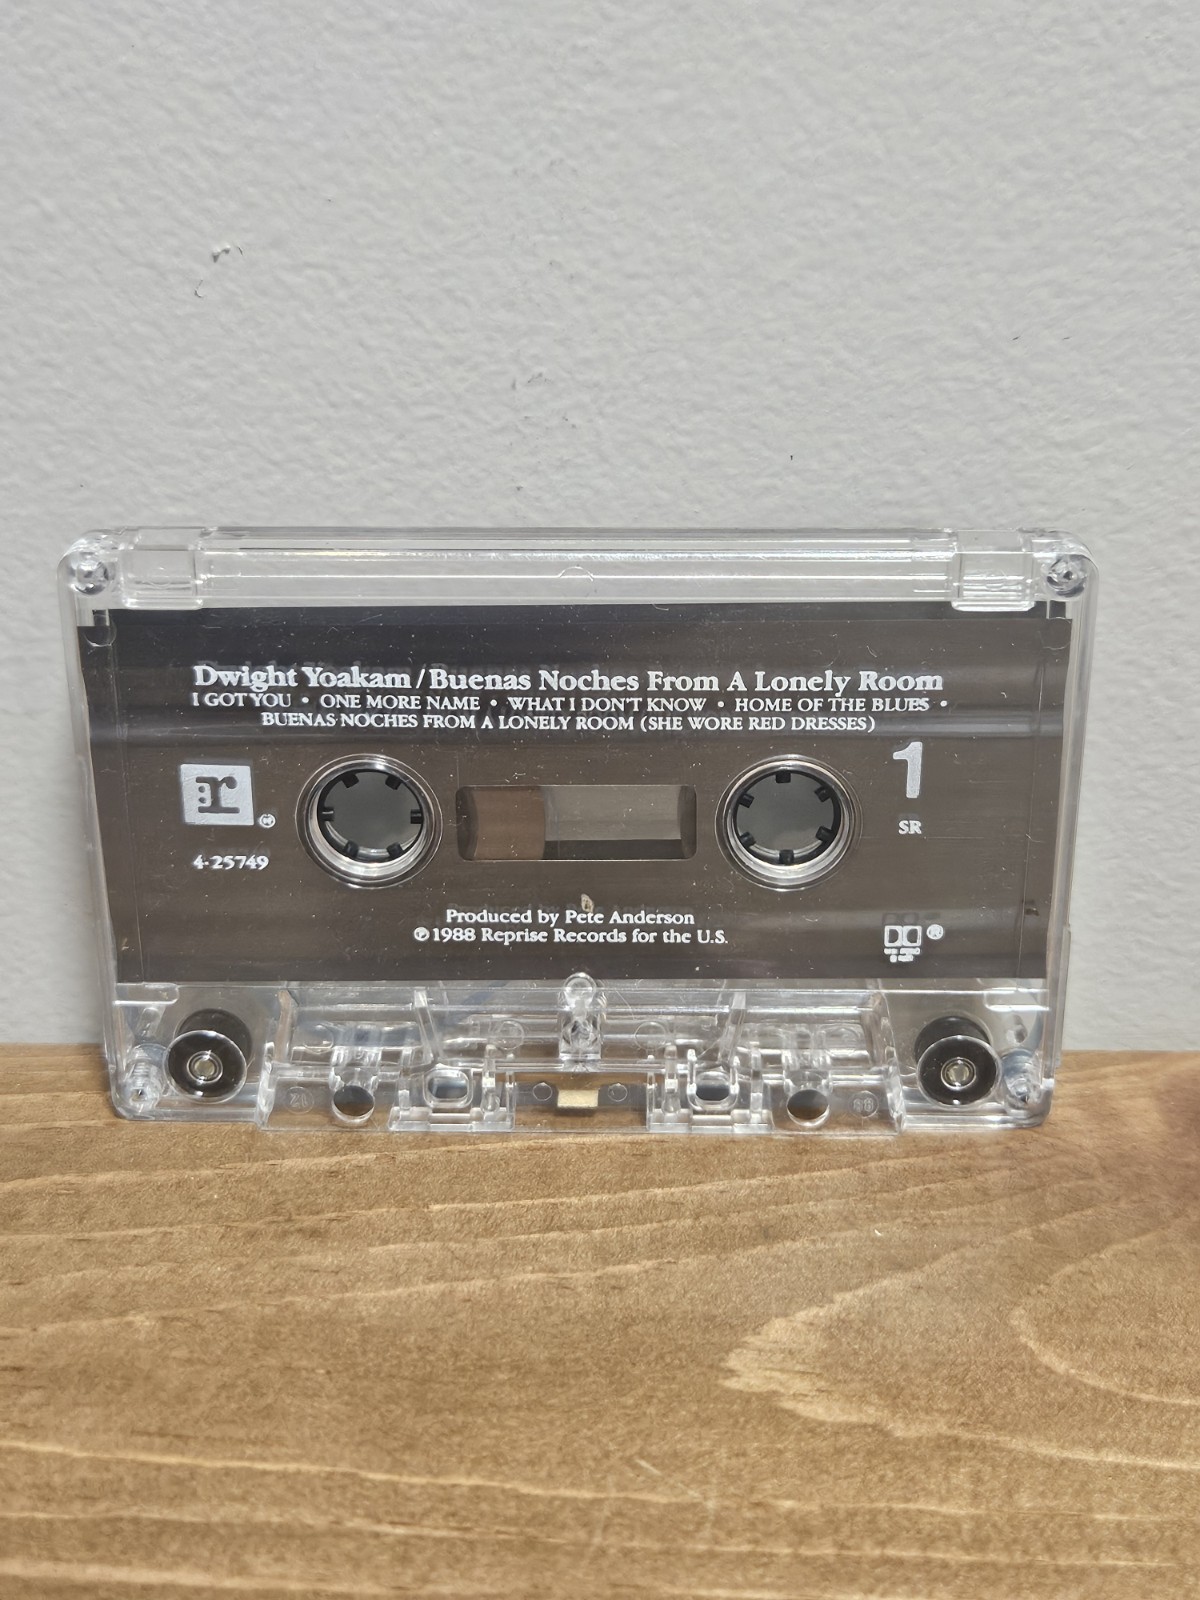 Dwight Yoakam/Buenas Noches From A Lonely Room
I GOT YOU • ONE MORE NAME • WHAT I DON'T KNOW • HOME OF THE BLUES •
BUENAS NOCHES FROM A LONELY ROOM (SHE WORE RED DRESSES)
r ®
1
SR
4-25749
Produced by Pete Anderson
℗ 1988 Reprise Records for the U.S.
®